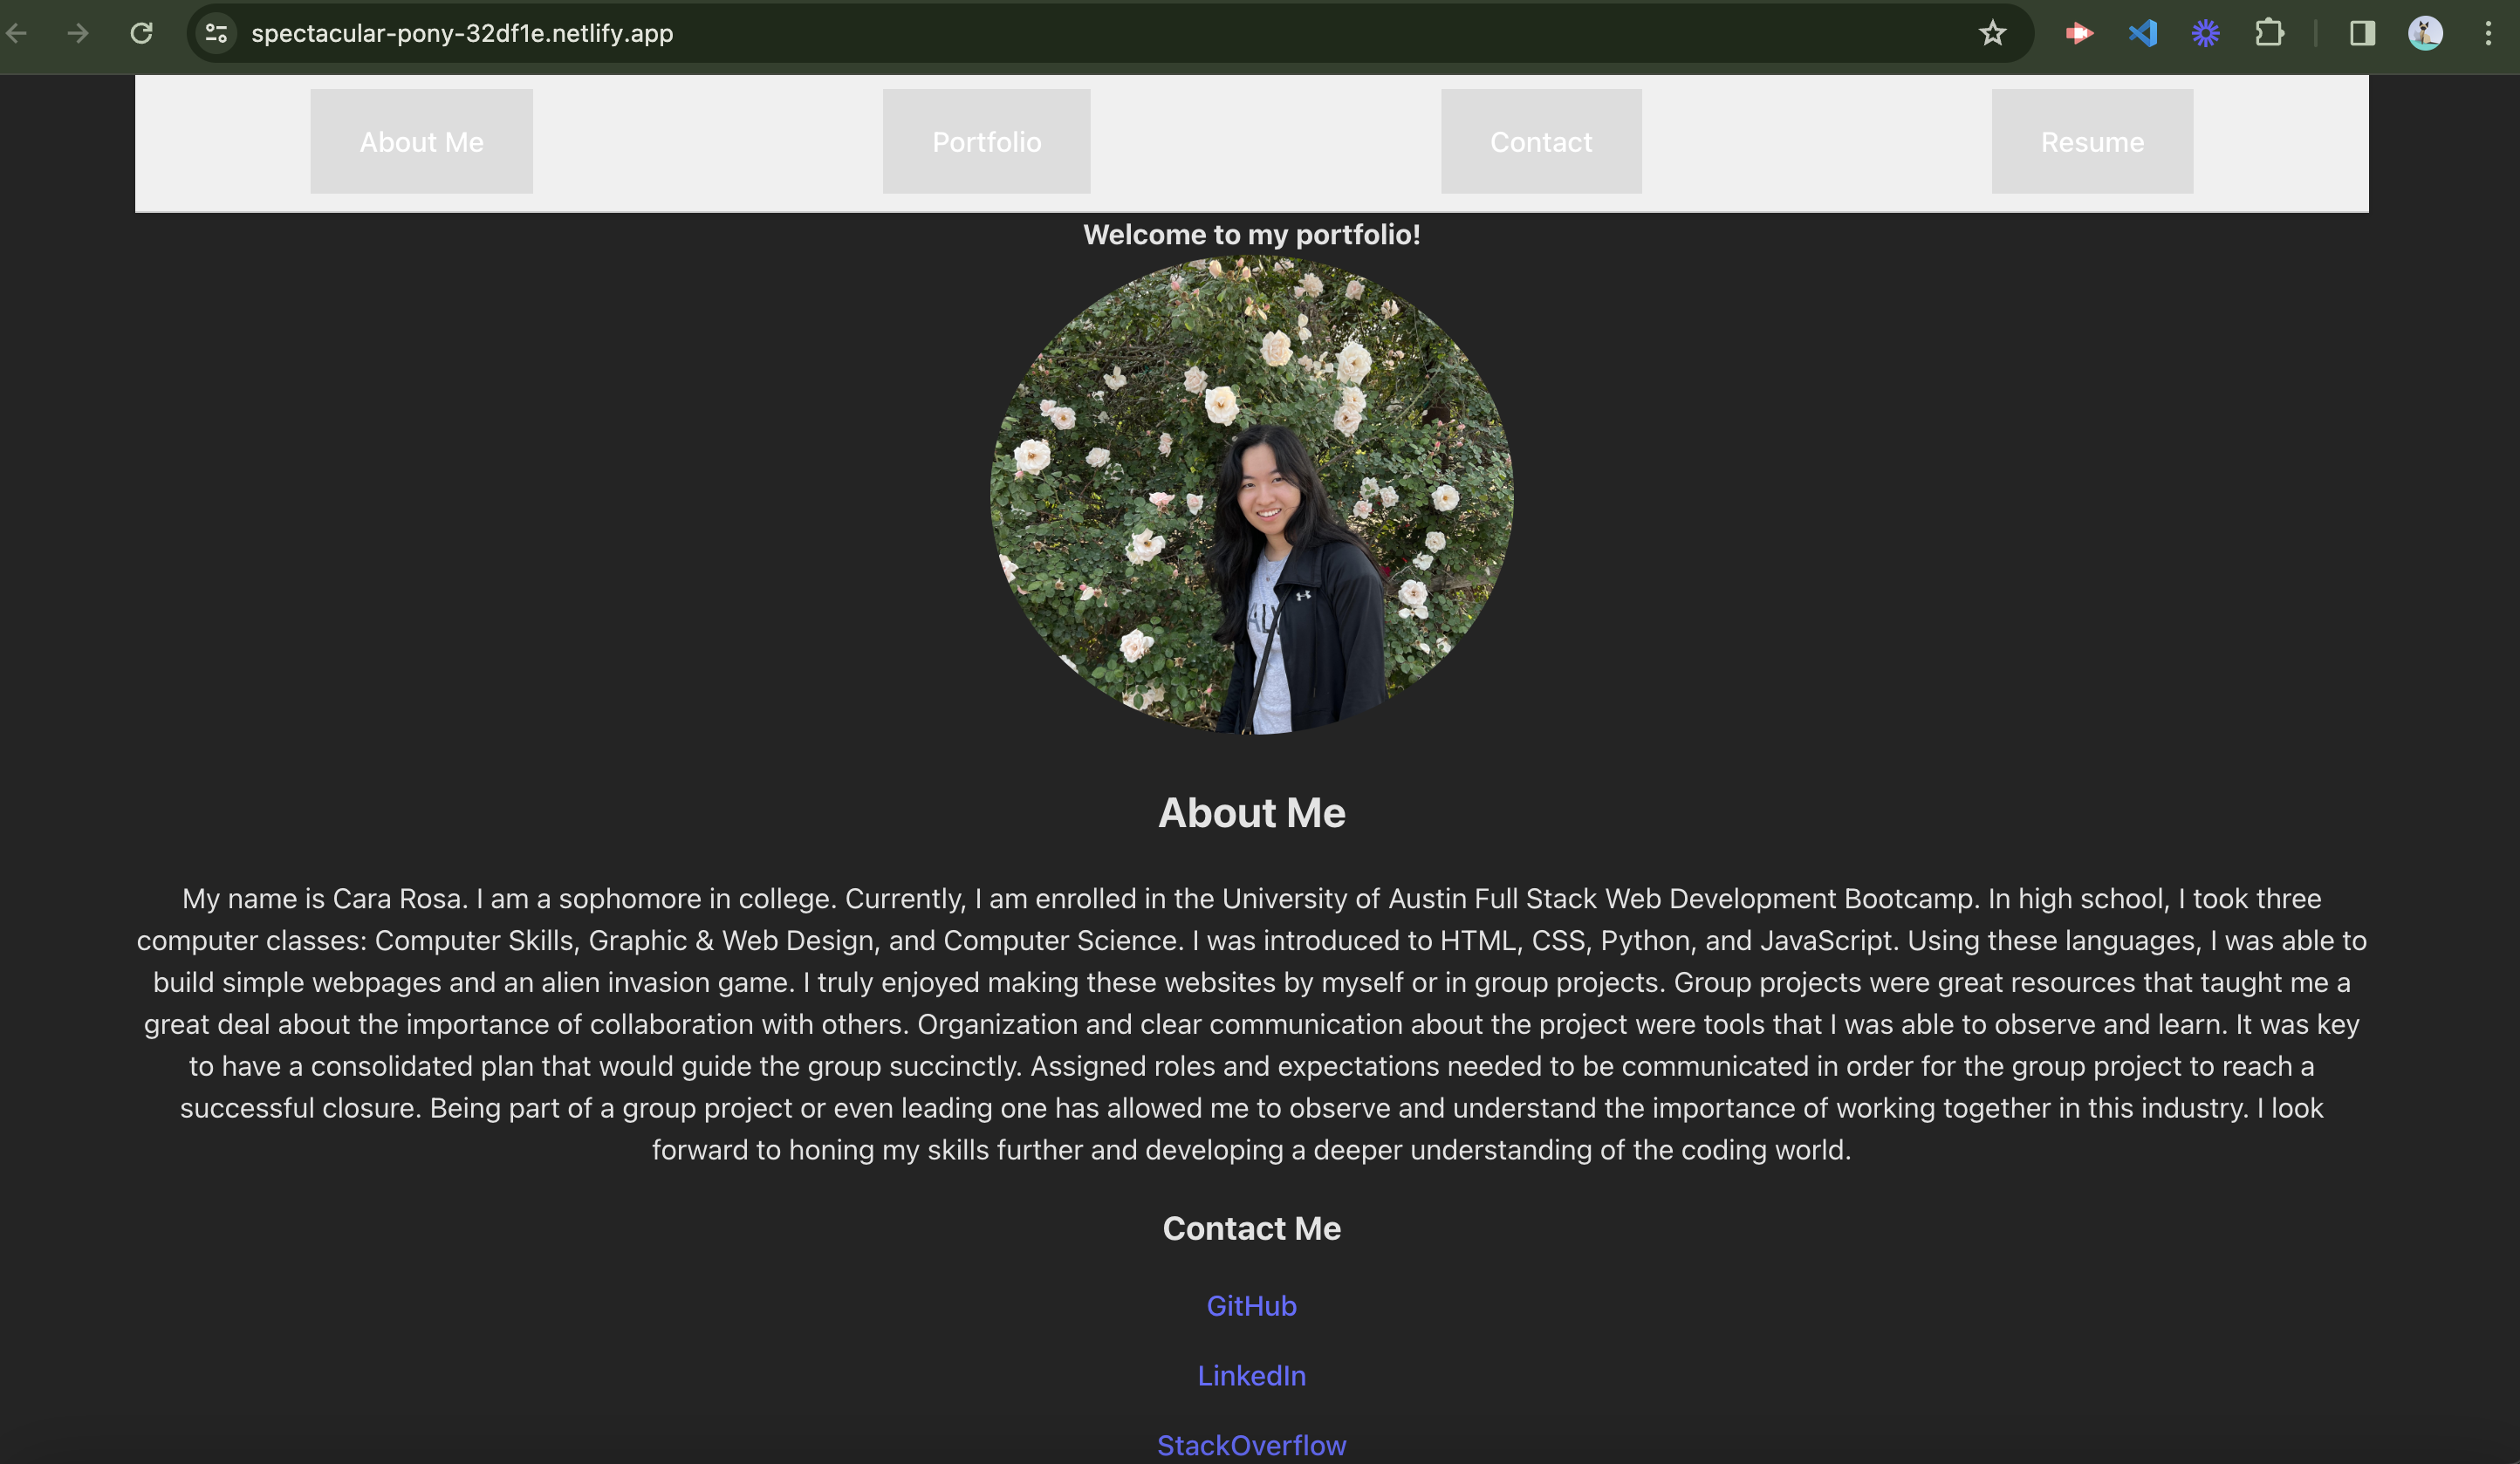 spectacular-pony-32df1e.netlify.app
About Me
Portfolio
Contact
Resume
Welcome to my portfolio!
About Me
My name is Cara Rosa. I am a sophomore in college. Currently, I am enrolled in the University of Austin Full Stack Web Development Bootcamp. In high school, I took three
computer classes: Computer Skills, Graphic & Web Design, and Computer Science. I was introduced to HTML, CSS, Python, and JavaScript. Using these languages, I was able to
build simple webpages and an alien invasion game. I truly enjoyed making these websites by myself or in group projects. Group projects were great resources that taught me a
great deal about the importance of collaboration with others. Organization and clear communication about the project were tools that I was able to observe and learn. It was key
to have a consolidated plan that would guide the group succinctly. Assigned roles and expectations needed to be communicated in order for the group project to reach a
successful closure. Being part of a group project or even leading one has allowed me to observe and understand the importance of working together in this industry. I look
forward to honing my skills further and developing a deeper understanding of the coding world.
Contact Me
GitHub
LinkedIn
StackOverflow